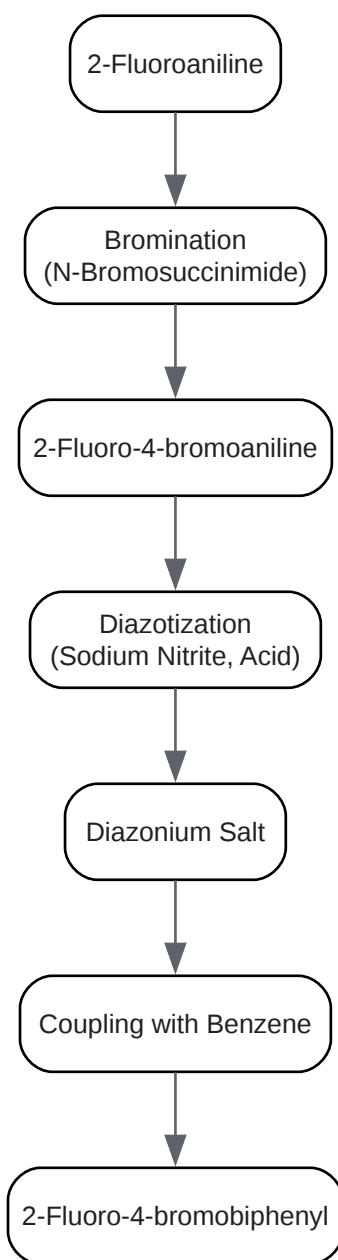 2-Fluoroaniline
Bromination
(N-Bromosuccinimide)
2-Fluoro-4-bromoaniline
Diazotization
(Sodium Nitrite, Acid)
Diazonium Salt
Coupling with Benzene
2-Fluoro-4-bromobiphenyl